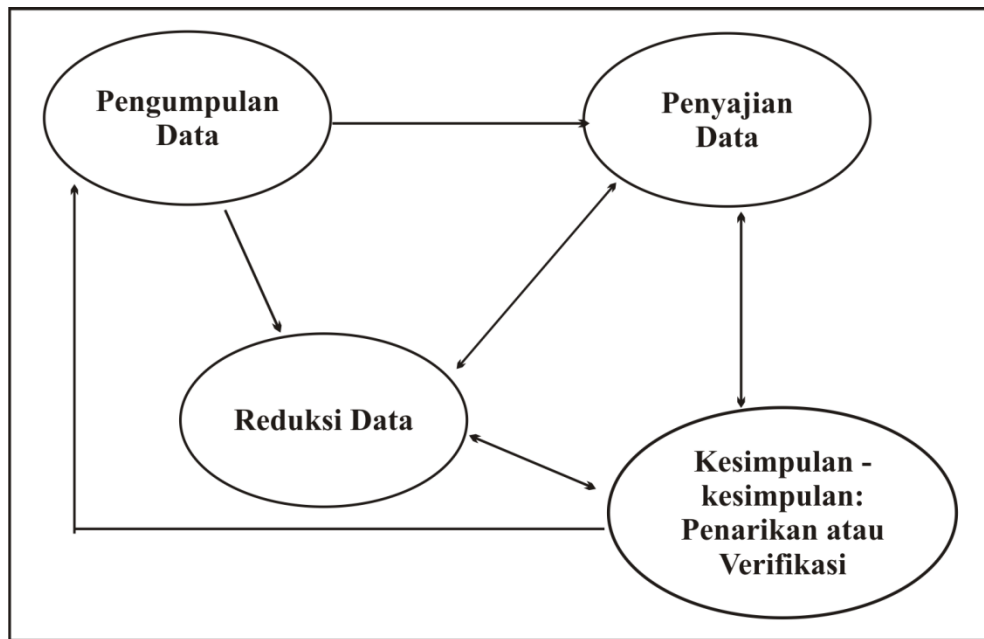 Pengumpulan
Data
Penyajian
Data
Reduksi Data
Kesimpulan -
kesimpulan:
Penarikan atau
Verifikasi